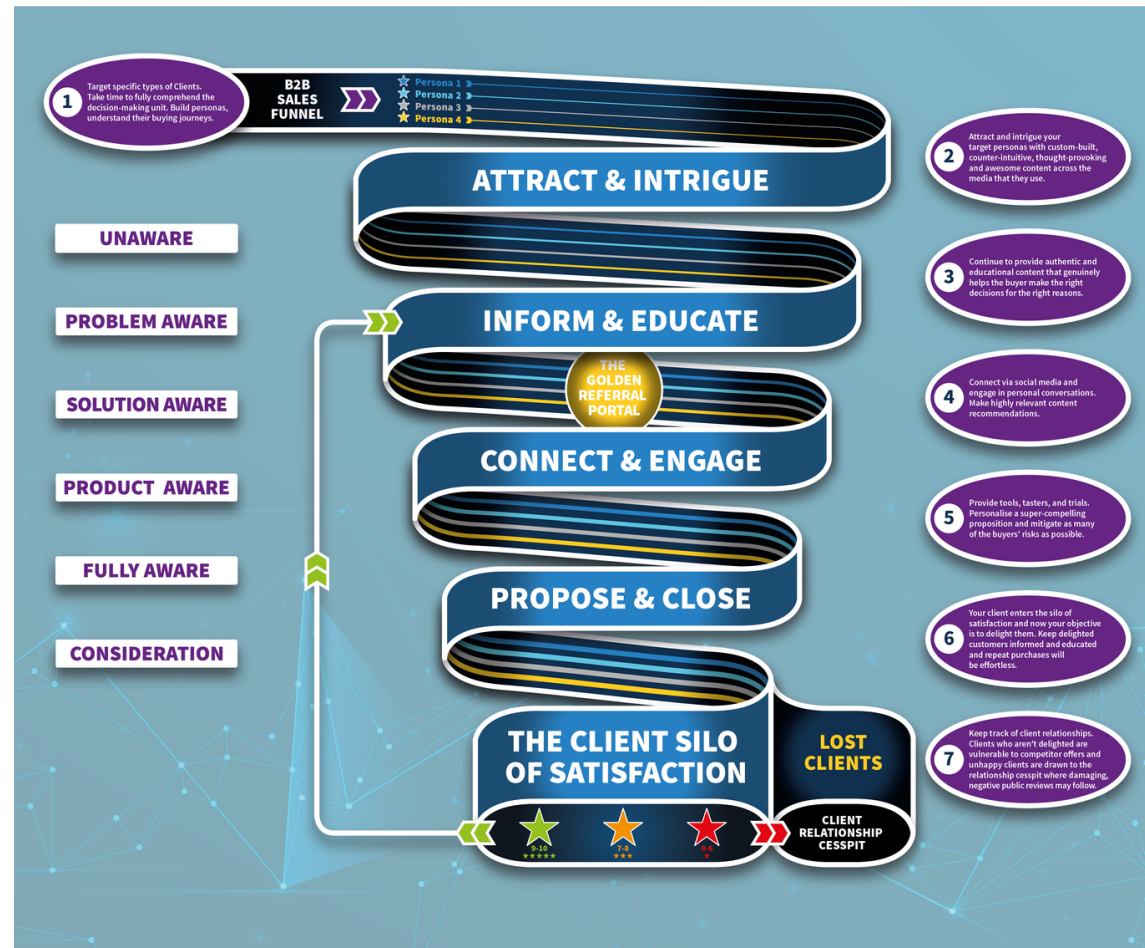 1
Target specific types of Clients.
Take time to fully comprehend the
decision-making unit. Build personas,
understand their buying journeys.
B2B
SALES
FUNNEL
Persona 1
Persona 2
Persona 3
Persona 4
ATTRACT & INTRIGUE
2
Attract and intrigue your
target personas with custom-built,
counter-intuitive, thought-provoking
and awesome content across the
media that they use.
UNAWARE
3
Continue to provide authentic and
educational content that genuinely
helps the buyer make the right
decisions for the right reasons.
PROBLEM AWARE
INFORM & EDUCATE
THE
GOLDEN
REFERRAL
PORTAL
4
Connect via social media and
engage in personal conversations.
Make highly relevant content
recommendations.
SOLUTION AWARE
CONNECT & ENGAGE
PRODUCT AWARE
5
Provide tools, tasters, and trials.
Personalise a super-compelling
proposition and mitigate as many
of the buyers' risks as possible.
FULLY AWARE
PROPOSE & CLOSE
6
Your client enters the silo of
satisfaction and now your objective
is to delight them. Keep delighted
customers informed and educated
and repeat purchases will
be effortless.
CONSIDERATION
THE CLIENT SILO
OF SATISFACTION
LOST
CLIENTS
7
Keep track of client relationships.
Clients who aren't delighted are
vulnerable to competitor offers and
unhappy clients are drawn to the
relationship cesspit where damaging,
negative public reviews may follow.
9-10
7-8
0-6
CLIENT
RELATIONSHIP
CESSPIT